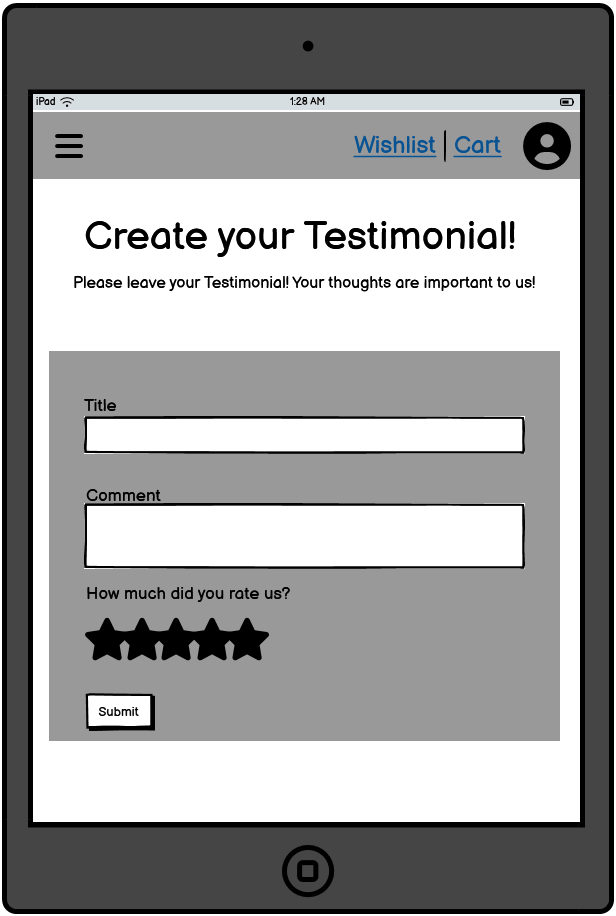 iPad 1:28 AM
Wishlist Cart
Create your Testimonial!
Please leave your Testimonial! Your thoughts are important to us!
Title
Comment
How much did you rate us?
Submit